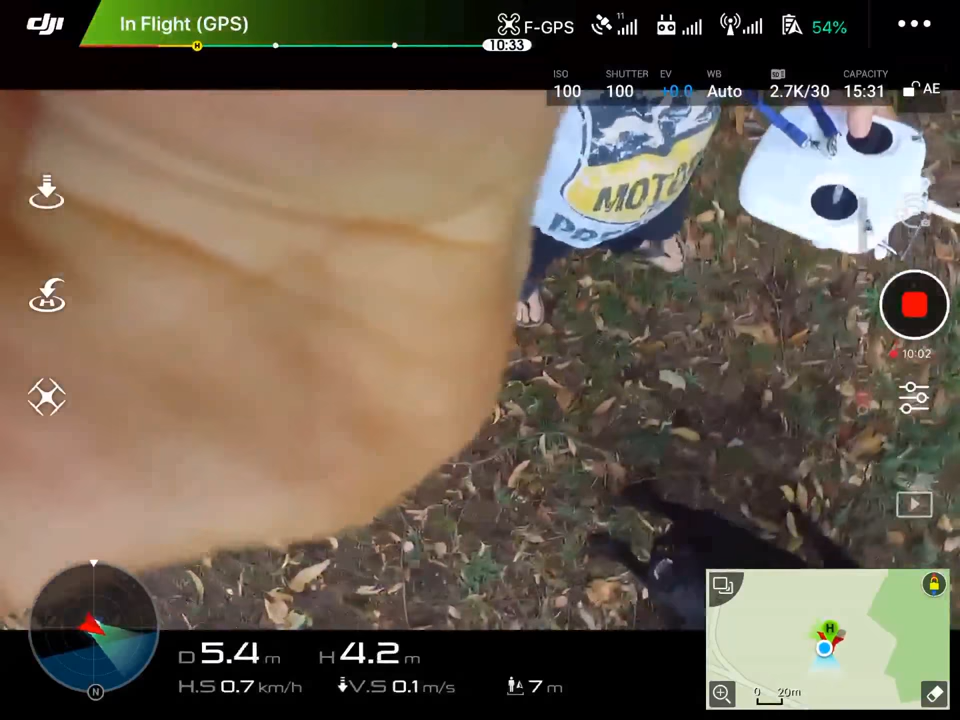 dji
In Flight (GPS)
F-GPS
11
54%
H
10:33
ISO
100
SHUTTER
100
EV
+0.0
WB
Auto
2.7K/30
CAPACITY
15:31
AE
MOTO
10:02
H
D 5.4 m
H 4.2 m
H.S 0.7 km/h
V.S 0.1 m/s
7 m
N
H
0 20m